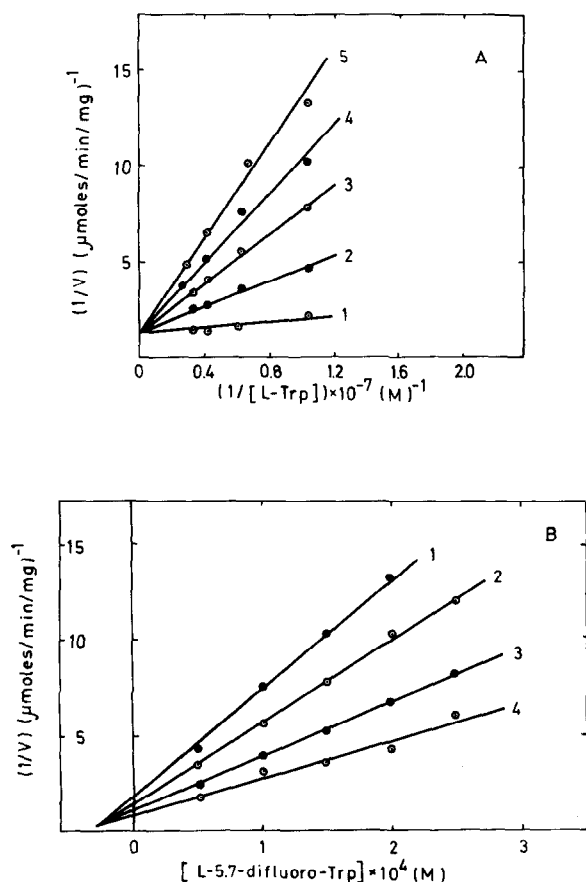 A
(1/V) (μmoles/min/mg)⁻¹
15
10
5
5
4
3
2
1
0 0.4 0.8 1.2 1.6 2.0
(1/[L-Trp])×10⁻⁷ (M)⁻¹
B
(1/V) (μmoles/min/mg)⁻¹
15
10
5
1
2
3
4
0 1 2 3
[L-5.7-difluoro-Trp]×10⁴ (M)